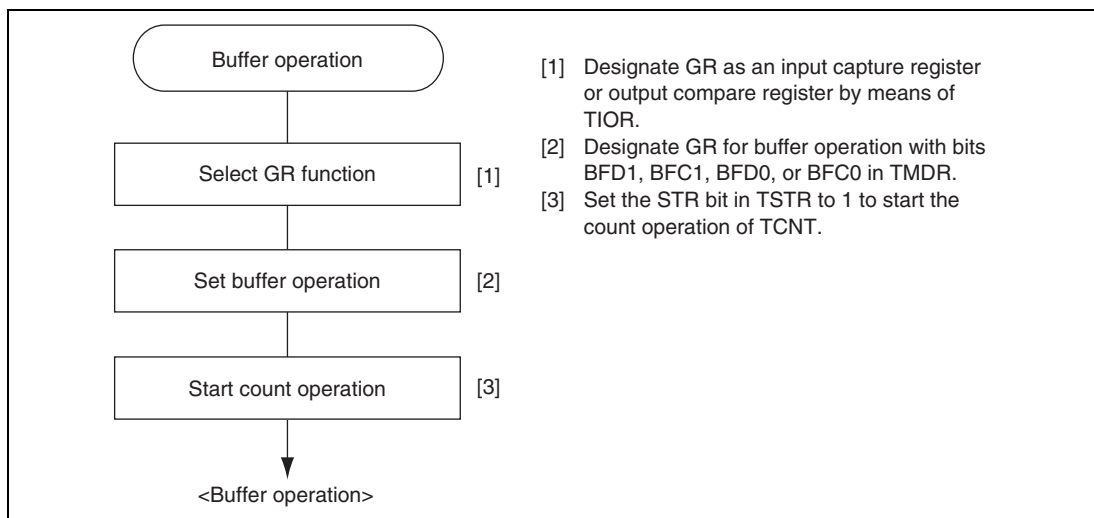 Buffer operation
[1] Designate GR as an input capture register
or output compare register by means of
TIOR.
[2] Designate GR for buffer operation with bits
BFD1, BFC1, BFD0, or BFC0 in TMDR.
[3] Set the STR bit in TSTR to 1 to start the
count operation of TCNT.
Select GR function [1]
Set buffer operation [2]
Start count operation [3]
<Buffer operation>